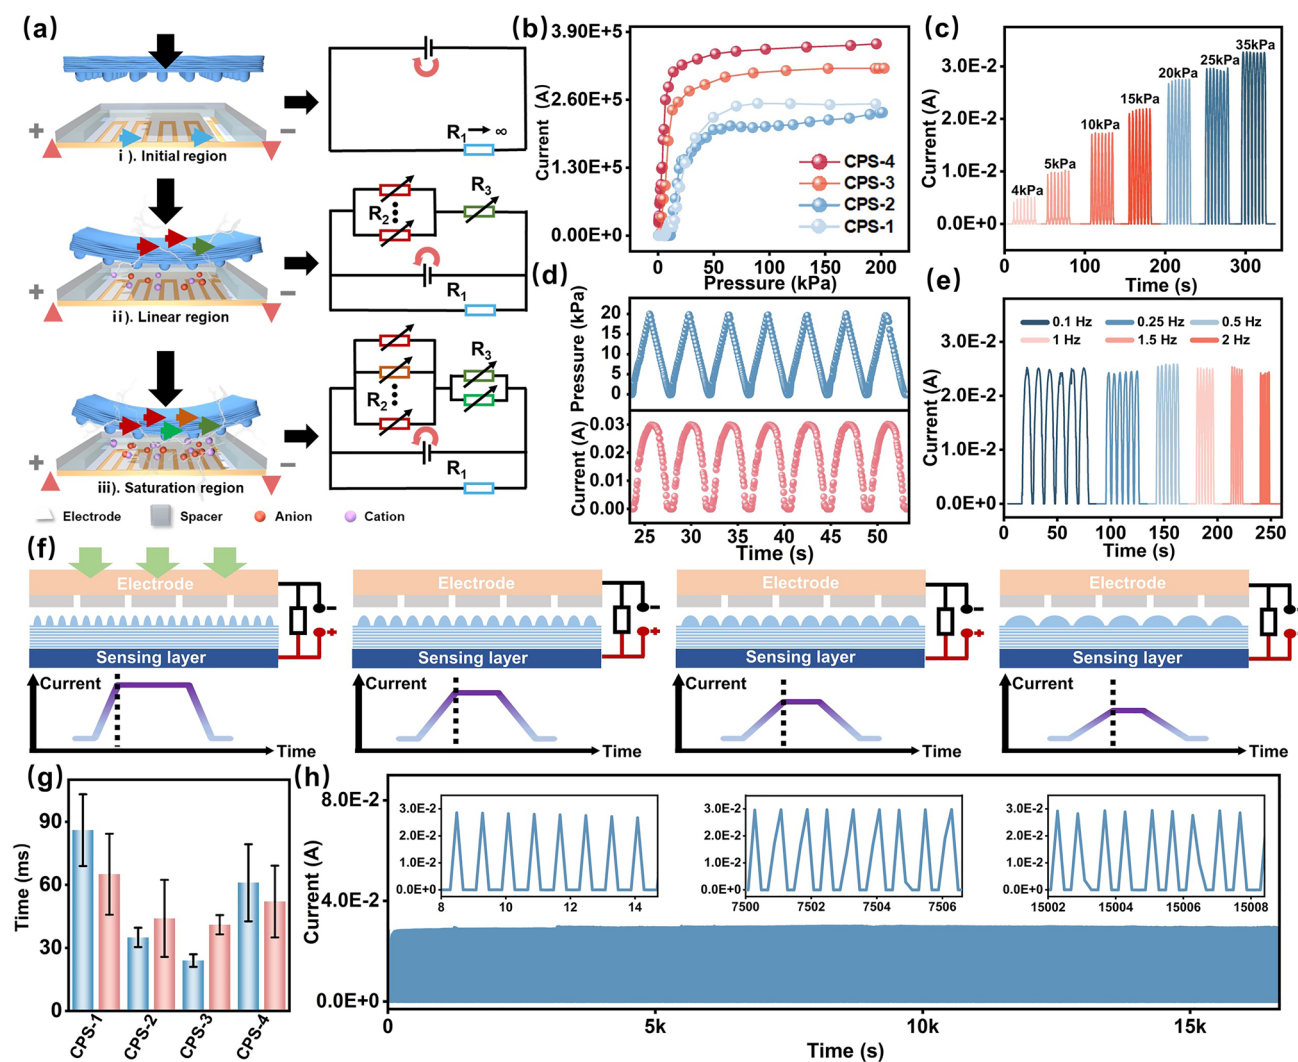 (a)
i ). Initial region
+
−
R1 → ∞
ii). Linear region
+
−
R2
R3
R1
iii). Saturation region
+
−
R2
R3
R1
Electrode
Spacer
Anion
Cation
(b)
Current (A)
3.90E+5
2.60E+5
1.30E+5
0.00E+0
CPS-4
CPS-3
CPS-2
CPS-1
0 50 100 150 200
Pressure (kPa)
(c)
Current (A)
3.0E-2
2.0E-2
1.0E-2
0.0E+0
4kPa
5kPa
10kPa
15kPa
20kPa
25kPa
35kPa
0 100 200 300
Time (s)
(d)
Pressure (kPa)
20
15
10
5
0
Current (A)
0.03
0.02
0.01
0.00
25 30 35 40 45 50
Time (s)
(e)
Current (A)
3.0E-2
2.0E-2
1.0E-2
0.0E+0
0.1 Hz 0.25 Hz 0.5 Hz
1 Hz 1.5 Hz 2 Hz
0 50 100 150 200 250
Time (s)
(f)
Electrode
Sensing layer
-
+
Current
Time
Electrode
Sensing layer
-
+
Current
Time
Electrode
Sensing layer
-
+
Current
Time
Electrode
Sensing layer
-
+
Current
Time
(g)
Time (ms)
90
60
30
0
CPS-1
CPS-2
CPS-3
CPS-4
(h)
Current (A)
8.0E-2
4.0E-2
0.0E+0
3.0E-2
2.0E-2
1.0E-2
0.0E+0
8 10 12 14
3.0E-2
2.0E-2
1.0E-2
0.0E+0
7500 7502 7504 7506
3.0E-2
2.0E-2
1.0E-2
0.0E+0
15002 15004 15006 15008
0 5k 10k 15k
Time (s)